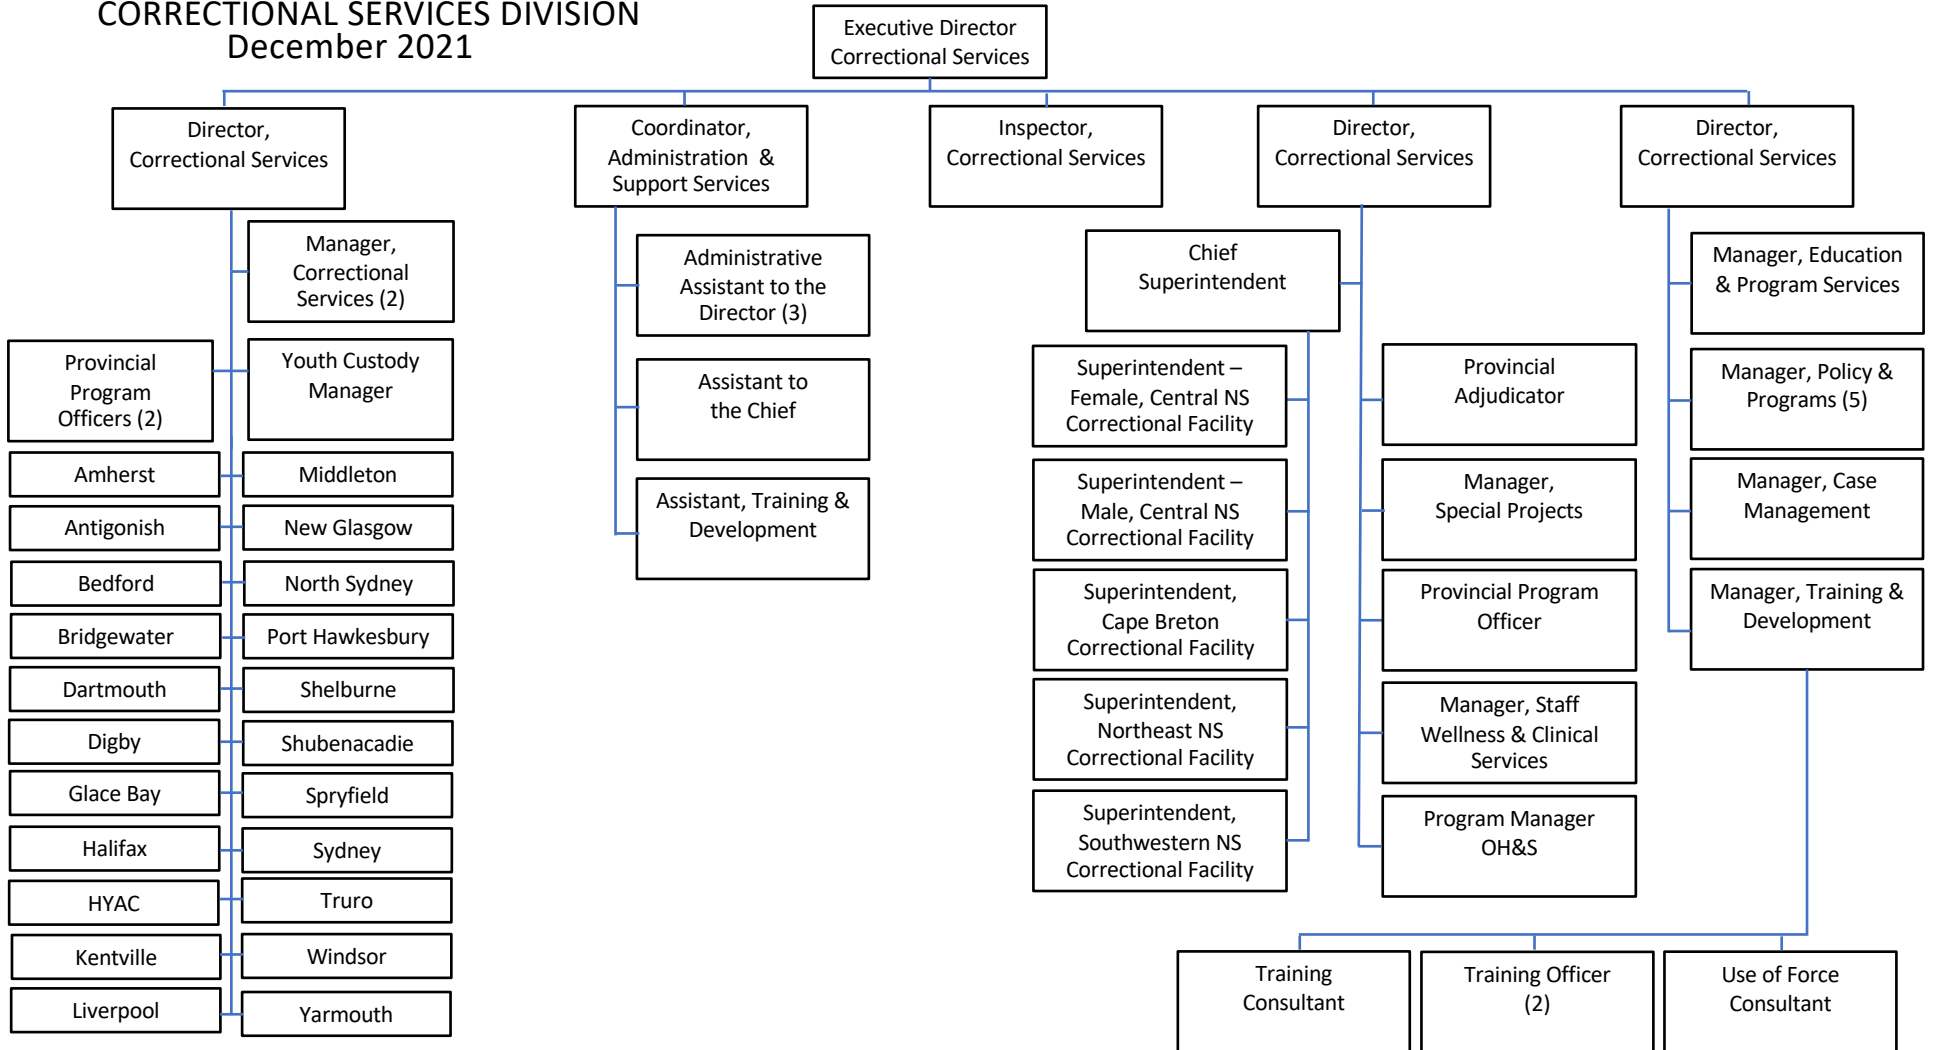 CORRECTIONAL SERVICES DIVISION
December 2021
Executive Director
Correctional Services
Director,
Correctional Services
Coordinator,
Administration &
Support Services
Inspector,
Correctional Services
Director,
Correctional Services
Director,
Correctional Services
Manager,
Correctional
Services (2)
Provincial
Program
Officers (2)
Youth Custody
Manager
Amherst
Middleton
Antigonish
New Glasgow
Bedford
North Sydney
Bridgewater
Port Hawkesbury
Dartmouth
Shelburne
Digby
Shubenacadie
Glace Bay
Spryfield
Halifax
Sydney
HYAC
Truro
Kentville
Windsor
Liverpool
Yarmouth
Administrative
Assistant to the
Director (3)
Assistant to
the Chief
Assistant, Training &
Development
Chief
Superintendent
Superintendent –
Female, Central NS
Correctional Facility
Superintendent –
Male, Central NS
Correctional Facility
Superintendent,
Cape Breton
Correctional Facility
Superintendent,
Northeast NS
Correctional Facility
Superintendent,
Southwestern NS
Correctional Facility
Provincial
Adjudicator
Manager,
Special Projects
Provincial Program
Officer
Manager, Staff
Wellness & Clinical
Services
Program Manager
OH&S
Manager, Education
& Program Services
Manager, Policy &
Programs (5)
Manager, Case
Management
Manager, Training &
Development
Training
Consultant
Training Officer
(2)
Use of Force
Consultant